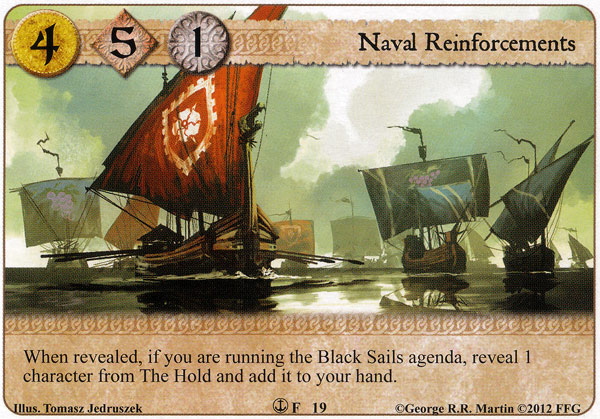 4 5 1 Naval Reinforcements
When revealed, if you are running the Black Sails agenda, reveal 1
character from The Hold and add it to your hand.
Illus. Tomasz Jedruszek F 19 ©George R.R. Martin ©2012 FFG